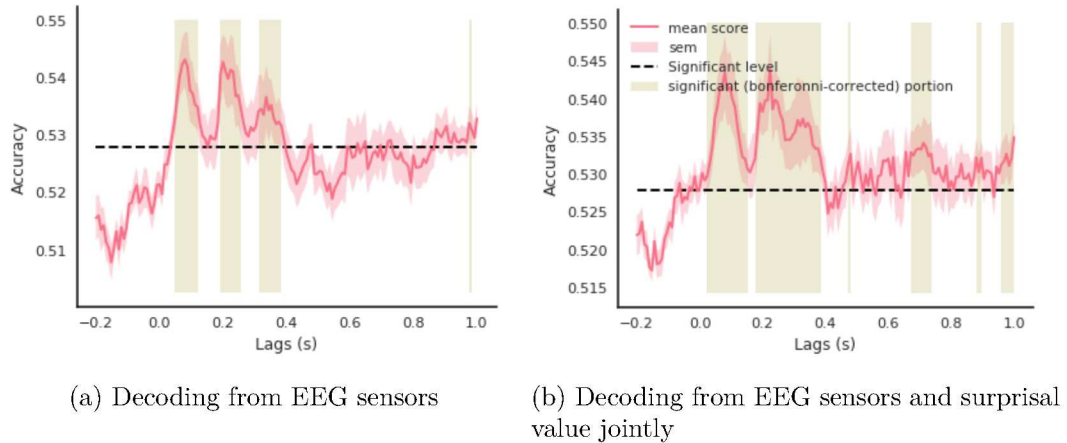 0.55
0.54
0.53
0.52
0.51
Accuracy
−0.2 0.0 0.2 0.4 0.6 0.8 1.0
Lags (s)
(a) Decoding from EEG sensors
0.550
0.545
0.540
0.535
0.530
0.525
0.520
0.515
Accuracy
mean score
sem
Significant level
significant (bonferonni-corrected) portion
−0.2 0.0 0.2 0.4 0.6 0.8 1.0
Lags (s)
(b) Decoding from EEG sensors and surprisal
value jointly